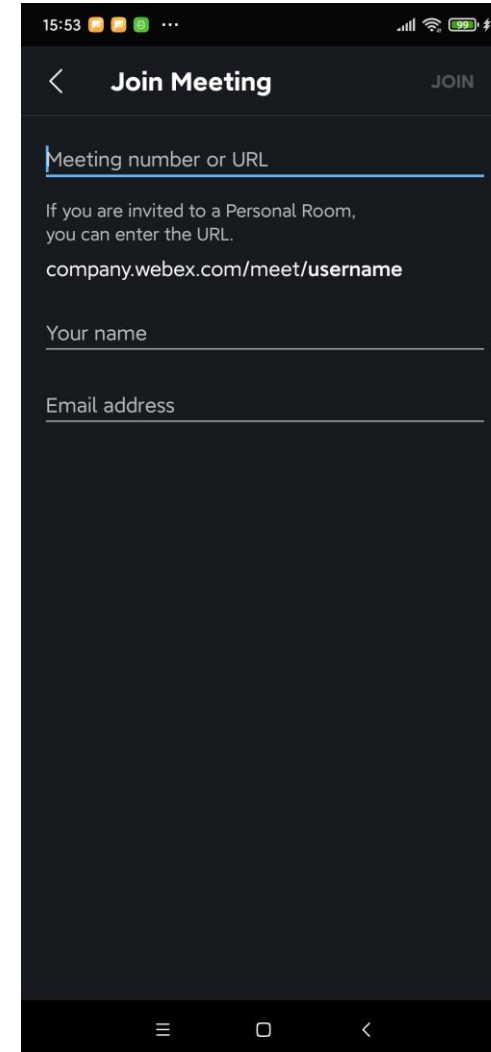 15:53 ... 99
Join Meeting JOIN
Meeting number or URL
If you are invited to a Personal Room,
you can enter the URL.
company.webex.com/meet/username
Your name
Email address